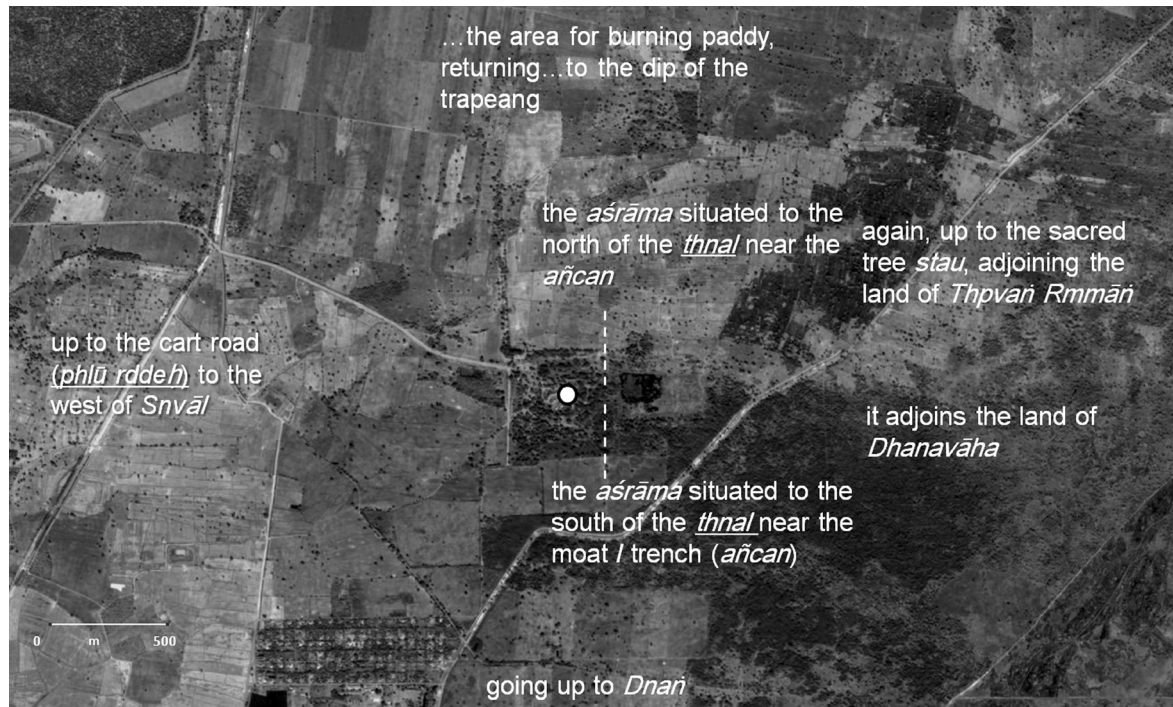 …the area for burning paddy,
returning…to the dip of the
trapeang
the aśrāma situated to the
north of the thnal near the
añcan
again, up to the sacred
tree stau, adjoining the
land of Thpvaṅ Rmmāṅ
up to the cart road
(phlū rddeḥ) to the
west of Snvāl
it adjoins the land of
Dhanavāha
the aśrāma situated to the
south of the thnal near the
moat / trench (añcan)
0 m 500
going up to Dnaṅ